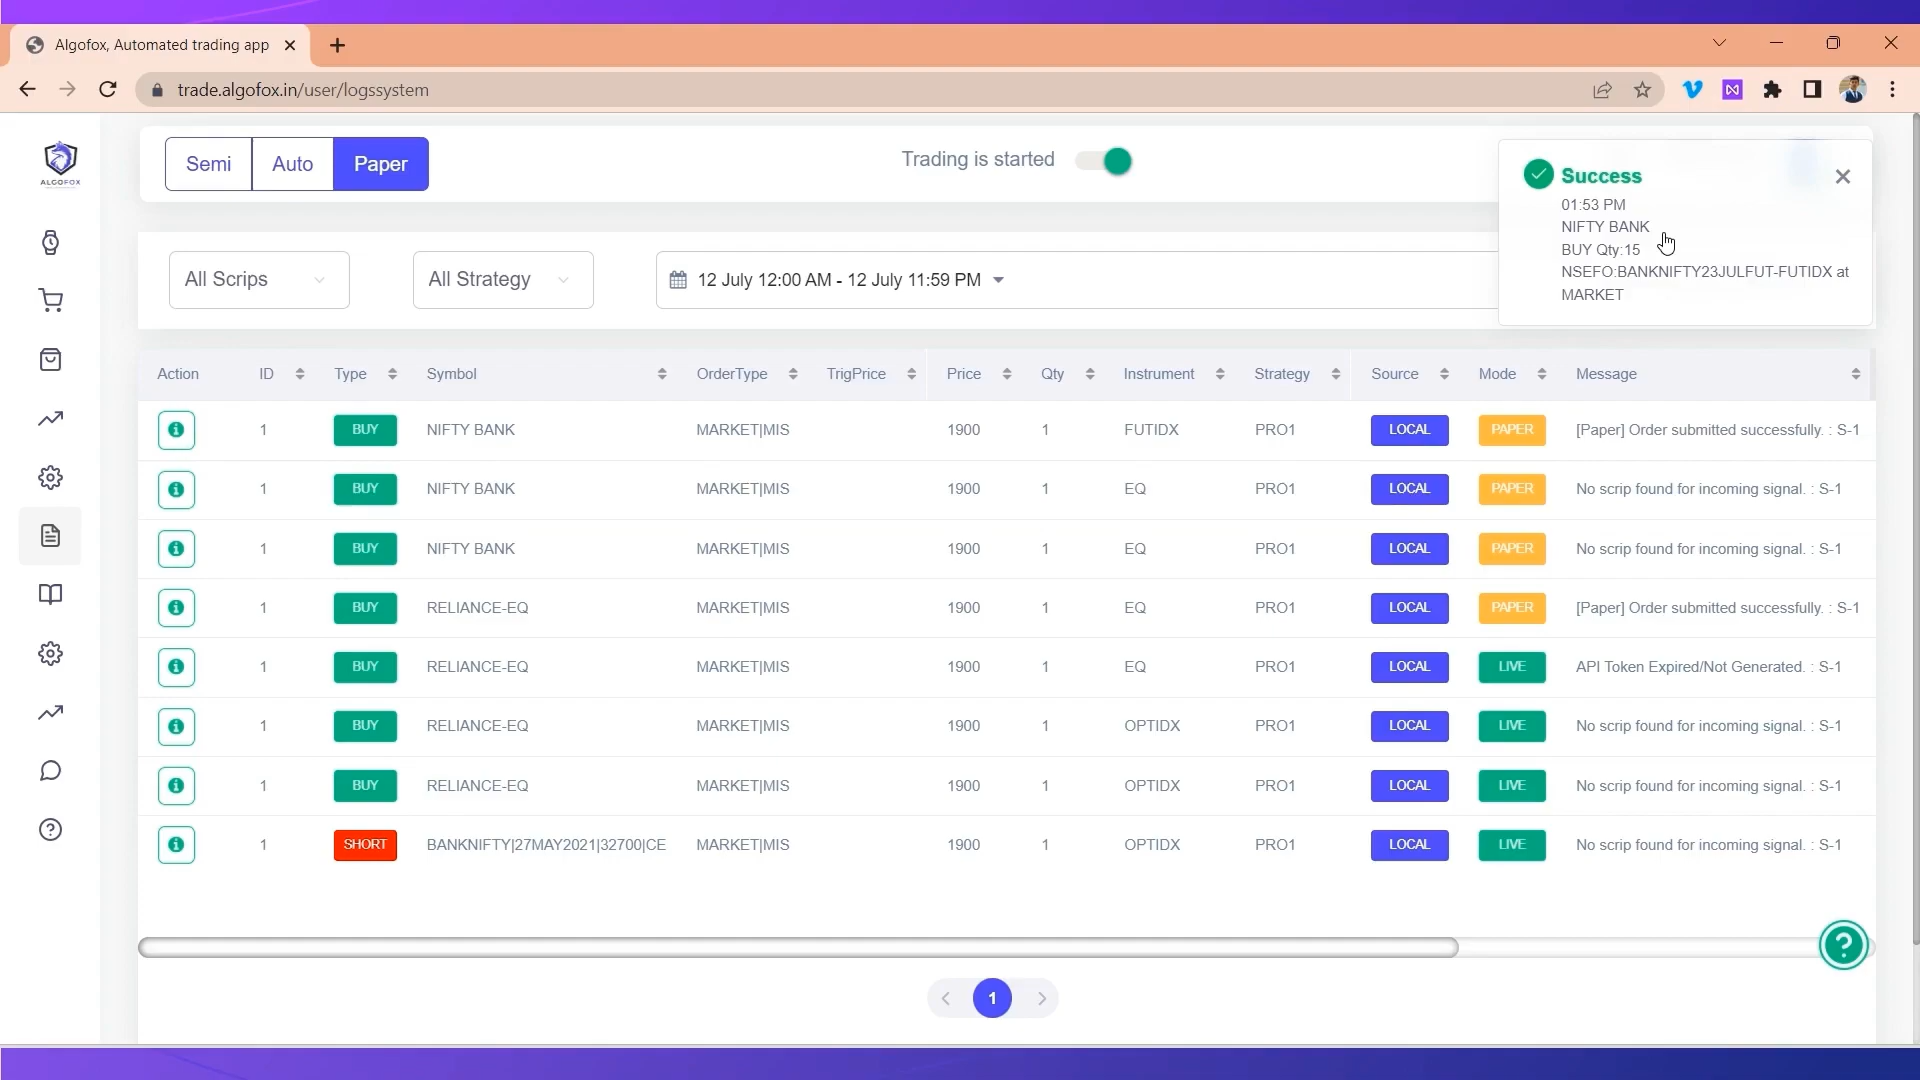 Algofox, Automated trading app
trade.algofox.in/user/logssystem
ALGOFOX
Semi Auto Paper
Trading is started
Success
01:53 PM
NIFTY BANK
BUY Qty:15
NSEFO:BANKNIFTY23JULFUT-FUTIDX at
MARKET
All Scrips All Strategy 12 July 12:00 AM - 12 July 11:59 PM
Action ID Type Symbol OrderType TrigPrice Price Qty Instrument Strategy Source Mode Message
1 BUY NIFTY BANK MARKET|MIS 1900 1 FUTIDX PRO1 LOCAL PAPER [Paper] Order submitted successfully. : S-1
1 BUY NIFTY BANK MARKET|MIS 1900 1 EQ PRO1 LOCAL PAPER No scrip found for incoming signal. : S-1
1 BUY NIFTY BANK MARKET|MIS 1900 1 EQ PRO1 LOCAL PAPER No scrip found for incoming signal. : S-1
1 BUY RELIANCE-EQ MARKET|MIS 1900 1 EQ PRO1 LOCAL PAPER [Paper] Order submitted successfully. : S-1
1 BUY RELIANCE-EQ MARKET|MIS 1900 1 EQ PRO1 LOCAL LIVE API Token Expired/Not Generated. : S-1
1 BUY RELIANCE-EQ MARKET|MIS 1900 1 OPTIDX PRO1 LOCAL LIVE No scrip found for incoming signal. : S-1
1 BUY RELIANCE-EQ MARKET|MIS 1900 1 OPTIDX PRO1 LOCAL LIVE No scrip found for incoming signal. : S-1
1 SHORT BANKNIFTY|27MAY2021|32700|CE MARKET|MIS 1900 1 OPTIDX PRO1 LOCAL LIVE No scrip found for incoming signal. : S-1
1